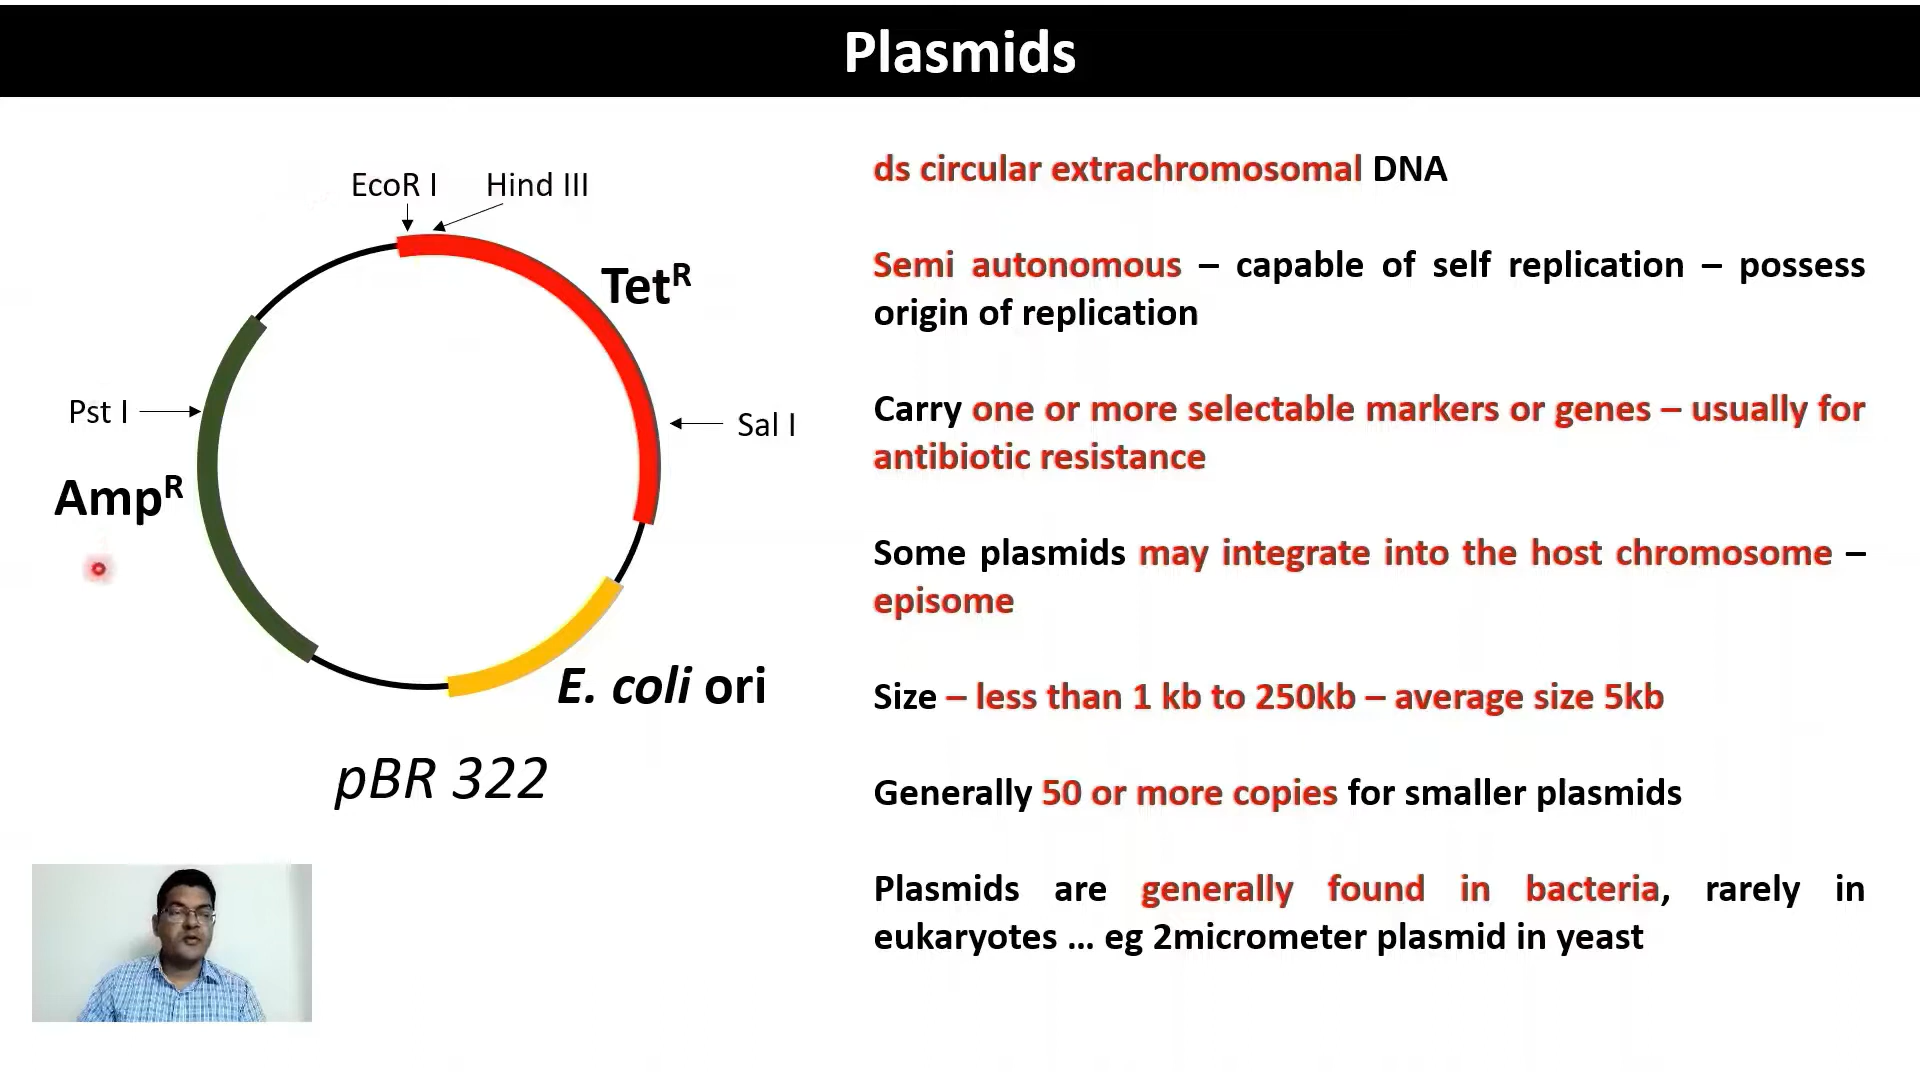 Plasmids
EcoR I
Hind III
Tet^R
Pst I
Sal I
Amp^R
E. coli ori
pBR 322
ds circular extrachromosomal DNA
Semi autonomous – capable of self replication – possess
origin of replication
Carry one or more selectable markers or genes – usually for
antibiotic resistance
Some plasmids may integrate into the host chromosome –
episome
Size – less than 1 kb to 250kb – average size 5kb
Generally 50 or more copies for smaller plasmids
Plasmids are generally found in bacteria, rarely in
eukaryotes ... eg 2micrometer plasmid in yeast